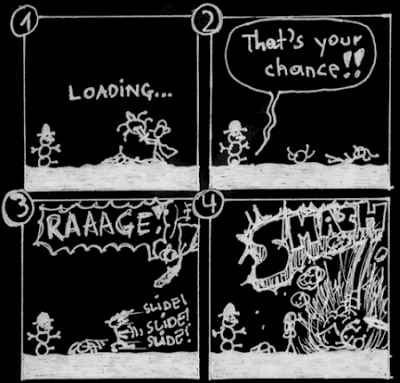 1
LOADING...
2
That's your
chance!!
3
RAAAGE!
SLIDE!
SLIDE!
SLIDE!
4
SMASH